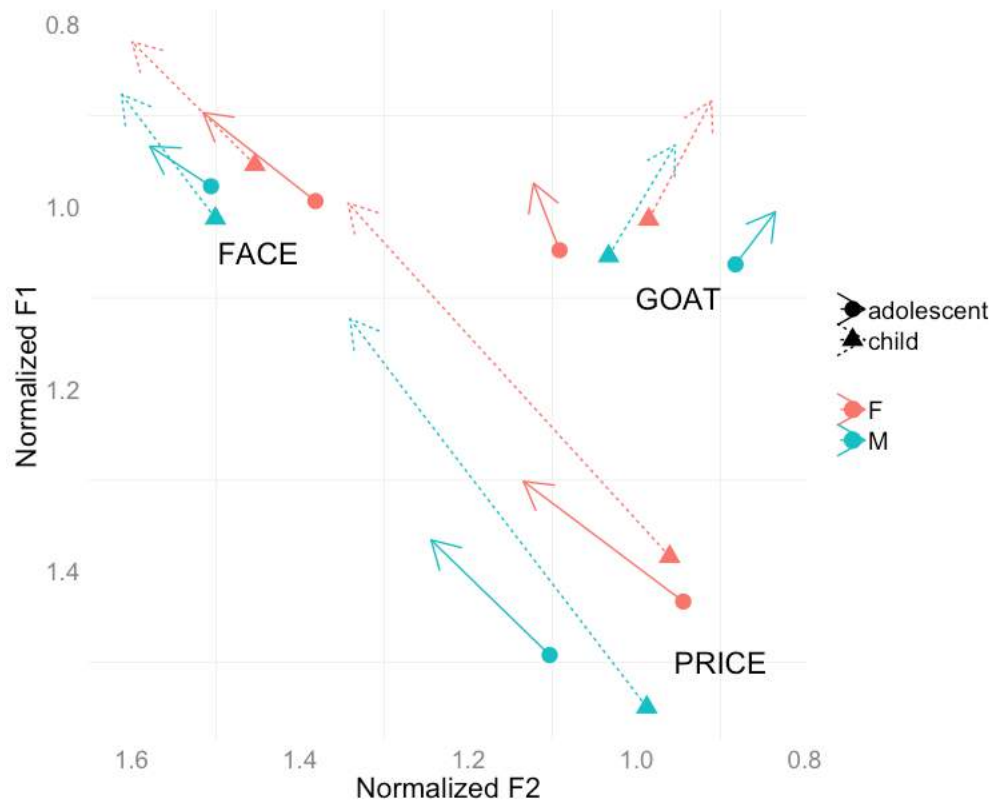 0.8
1.0
1.2
1.4
Normalized F1
FACE
GOAT
PRICE
1.6 1.4 1.2 1.0 0.8
Normalized F2
adolescent
child
F
M